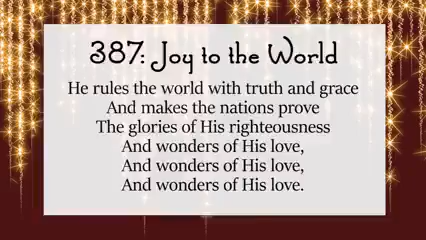 387: Joy to the World
He rules the world with truth and grace
And makes the nations prove
The glories of His righteousness
And wonders of His love,
And wonders of His love,
And wonders of His love.